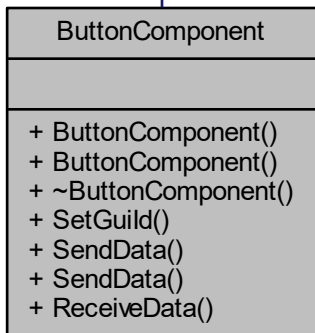 ButtonComponent
+ ButtonComponent()
+ ButtonComponent()
+ ~ButtonComponent()
+ SetGuild()
+ SendData()
+ SendData()
+ ReceiveData()